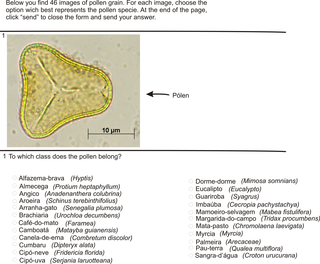 Below you find 46 images of pollen grain. For each image, choose the
option wich best represents the pollen specie. At the end of the page,
click "send" to close the form and send your answer.
1
Pólen
10 µm
1 To which class does the pollen belong?
Alfazema-brava (Hyptis)
Almecega (Protium heptaphyllum)
Angico (Anadenanthera colubrina)
Aroeira (Schinus terebinthifolius)
Arranha-gato (Senegalia plumosa)
Brachiaria (Urochloa decumbens)
Café-do-mato (Faramea)
Camboatá (Matayba guianensis)
Canela-de-ema (Combretum discolor)
Cumbaru (Dipteryx alata)
Cipó-neve (Fridericia florida)
Cipó-uva (Serjania laruotteana)
Dorme-dorme (Mimosa somnians)
Eucalipto (Eucalypto)
Guariroba (Syagrus)
Imbaúba (Cecropia pachystachya)
Mamoeiro-selvagem (Mabea fistulifera)
Margarida-do-campo (Tridax procumbens)
Mata-pasto (Chromolaena laevigata)
Myrcia (Myrcia)
Palmeira (Arecaceae)
Pau-terra (Qualea multiflora)
Sangra-d'água (Croton urucurana)